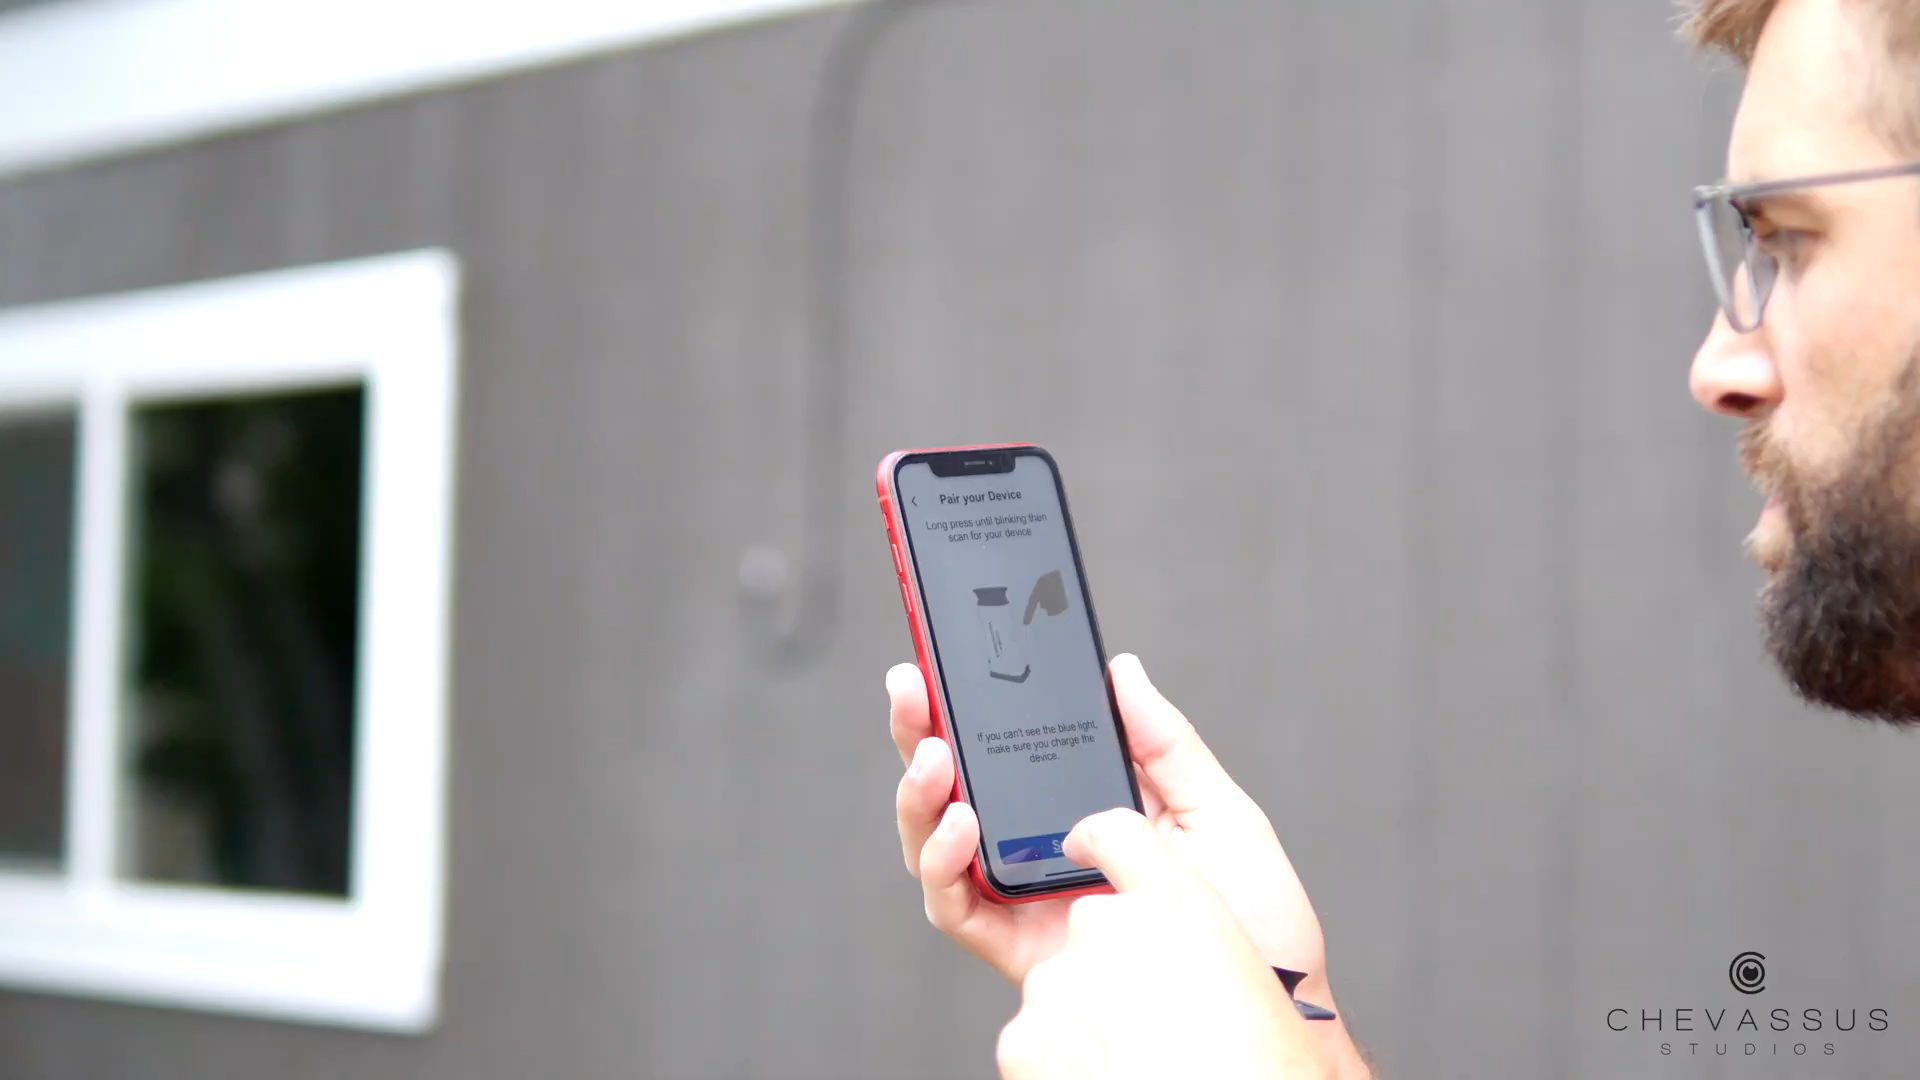 Pair your Device
Long press until blinking then
scan for your device
If you can't see the blue light,
make sure you charge the
device.
CHEVASSUS
STUDIOS